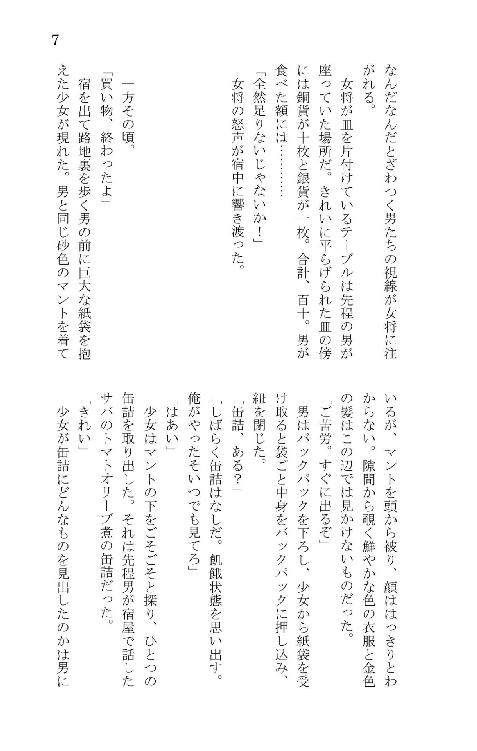 7
なんだなんだとざわつく男たちの視線が女将に注
がれる。
　女将が皿を片付けているテーブルは先程の男が
座っていた場所だ。きれいに平らげられた皿の傍
には銅貨が十枚と銀貨が一枚。合計、百十。男が
食べた額には…………
「全然足りないじゃないか！」
　女将の怒声が宿中に響き渡った。
　一方その頃。
「買い物、終わったよ」
　宿を出て路地裏を歩く男の前に巨大な紙袋を抱
えた少女が現れた。男と同じ砂色のマントを着て
いるが、マントを頭から被り、顔ははっきりとわ
からない。隙間から覗く鮮やかな色の衣服と金色
の髪はこの辺では見かけないものだった。
「ご苦労。すぐに出るぞ」
　男はバックパックを下ろし、少女から紙袋を受
け取ると袋ごと中身をバックパックに押し込み、
紐を閉じた。
「缶詰、ある？」
「しばらく缶詰はなしだ。飢餓状態を思い出す。
俺がやったそいつでも見てろ」
「はあい」
　少女はマントの下をごそごそと探り、ひとつの
缶詰を取り出した。それは先程男が宿屋で話した
サバのトマトオリーブ煮の缶詰だった。
「きれい」
　少女が缶詰にどんなものを見出したのかは男に